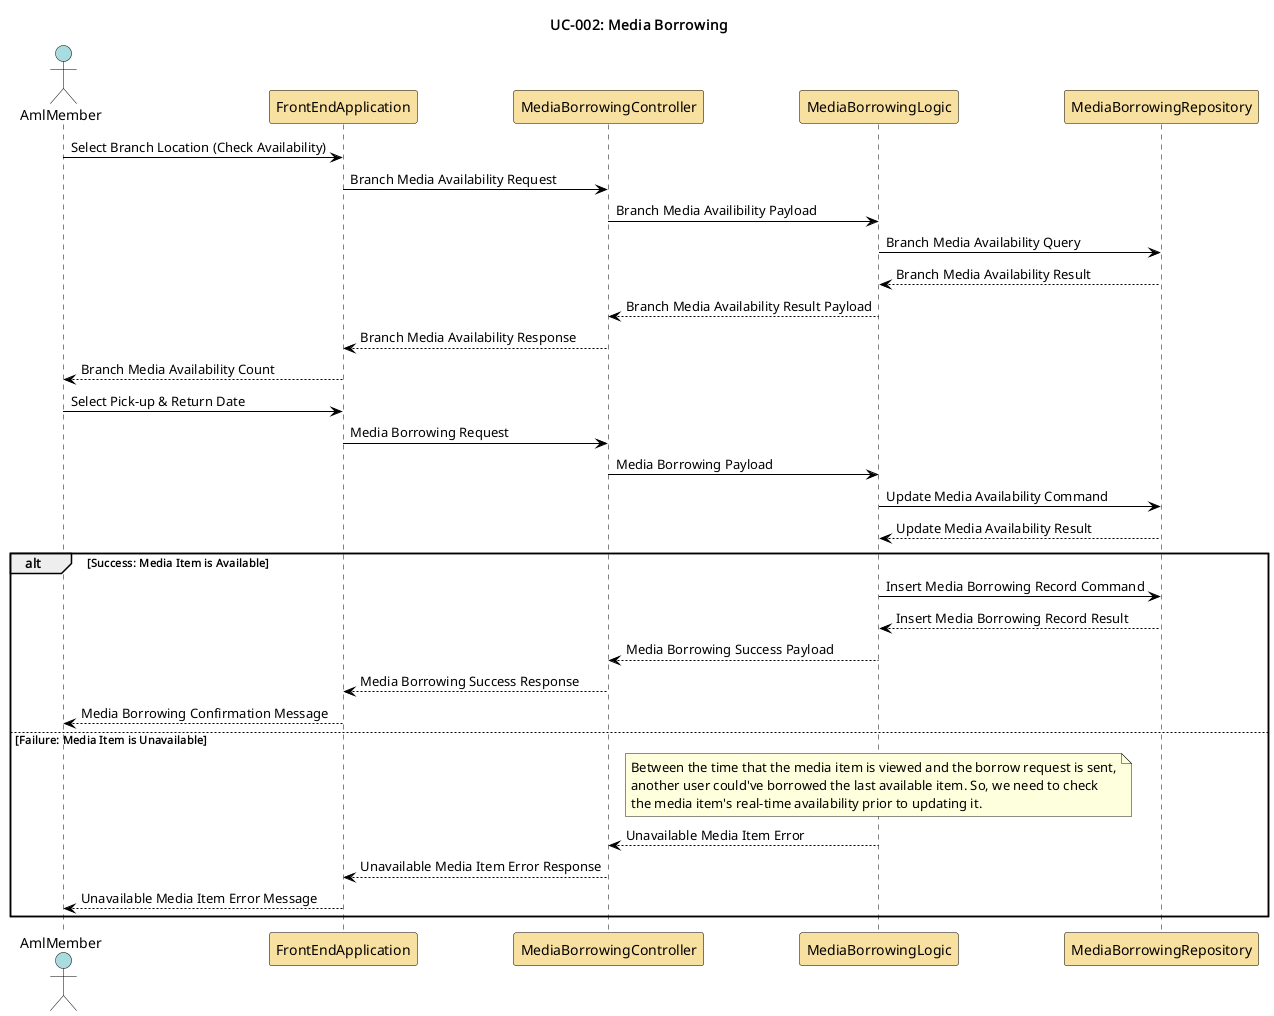 UC-002: Media Borrowing
AmlMember
FrontEndApplication
MediaBorrowingController
MediaBorrowingLogic
MediaBorrowingRepository
Select Branch Location (Check Availability)
Branch Media Availability Request
Branch Media Availibility Payload
Branch Media Availability Query
Branch Media Availability Result
Branch Media Availability Result Payload
Branch Media Availability Response
Branch Media Availability Count
Select Pick-up & Return Date
Media Borrowing Request
Media Borrowing Payload
Update Media Availability Command
Update Media Availability Result
alt
[Success: Media Item is Available]
Insert Media Borrowing Record Command
Insert Media Borrowing Record Result
Media Borrowing Success Payload
Media Borrowing Success Response
Media Borrowing Confirmation Message
[Failure: Media Item is Unavailable]
Between the time that the media item is viewed and the borrow request is sent,
another user could've borrowed the last available item. So, we need to check
the media item's real-time availability prior to updating it.
Unavailable Media Item Error
Unavailable Media Item Error Response
Unavailable Media Item Error Message
AmlMember
FrontEndApplication
MediaBorrowingController
MediaBorrowingLogic
MediaBorrowingRepository